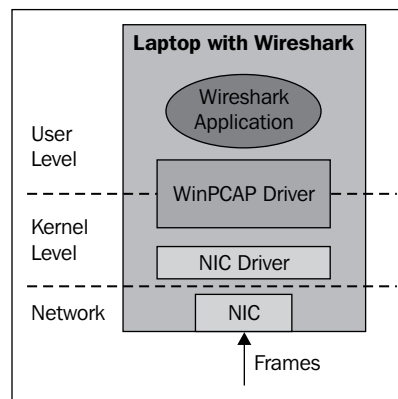 Laptop with Wireshark
Wireshark
Application
User
Level
WinPCAP Driver
Kernel
Level
NIC Driver
Network
NIC
Frames